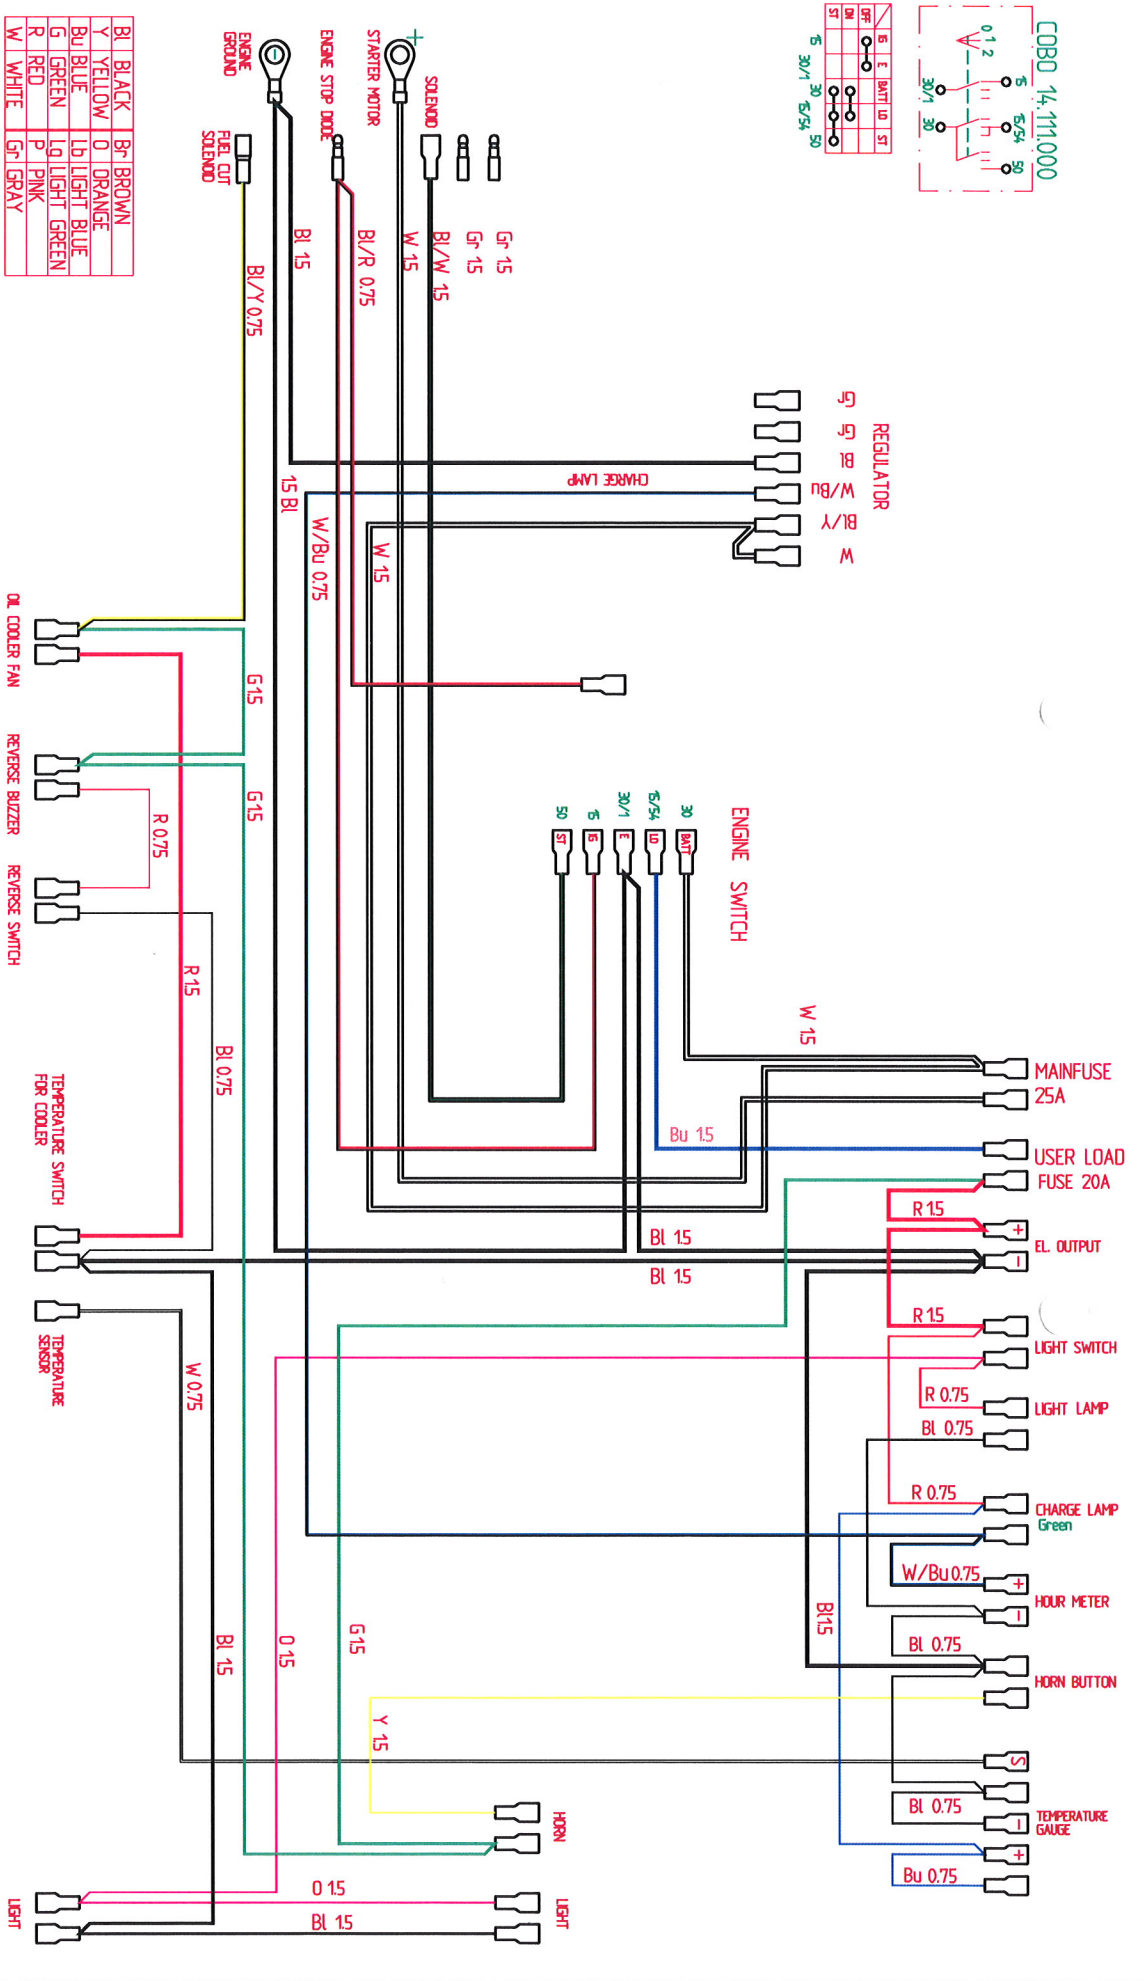 COBO 14.111.000
0 1 2
15
15/54
50
30/1
30
IG E BATT LO ST
OFF
ON
ST
15 30/1 30 15/54 50
Bl BLACK Br BROWN
Y YELLOW O ORANGE
Bu BLUE Lb LIGHT BLUE
G GREEN Lg LIGHT GREEN
R RED P PINK
W WHITE Gr GRAY
ENGINE
GROUND
FUEL CUT
SOLENOID
ENGINE STOP DIODE
STARTER MOTOR
+
-
SOLENOID
Bl/Y 0.75
Bl 1.5
Bl/R 0.75
W 1.5
Bl/W 1.5
Gr 1.5
Gr 1.5
REGULATOR
Gr
Gr
Bl
W/Bu
Bl/Y
W
CHARGE LAMP
1.5 Bl
W/Bu 0.75
W 1.5
OIL COOLER FAN
G 1.5
REVERSE BUZZER
G 1.5
R 0.75
REVERSE SWITCH
R 1.5
Bl 0.75
ENGINE SWITCH
50
15
30/1
15/54
30
ST
IG
E
LO
BATT
W 1.5
MAINFUSE
25A
Bu 1.5
USER LOAD
FUSE 20A
R 1.5
+
Bl 1.5
EL. OUTPUT
-
Bl 1.5
TEMPERATURE SWITCH
FOR COOLER
TEMPERATURE
SENSOR
W 0.75
R 1.5
LIGHT SWITCH
R 0.75
LIGHT LAMP
Bl 0.75
R 0.75
CHARGE LAMP
Green
W/Bu 0.75
+
HOUR METER
-
Bl 1.5
Bl 0.75
HORN BUTTON
Bl 1.5
O 1.5
G 1.5
Y 1.5
S
Bl 0.75
TEMPERATURE
GAUGE
-
+
Bu 0.75
HORN
O 1.5
Bl 1.5
LIGHT
LIGHT